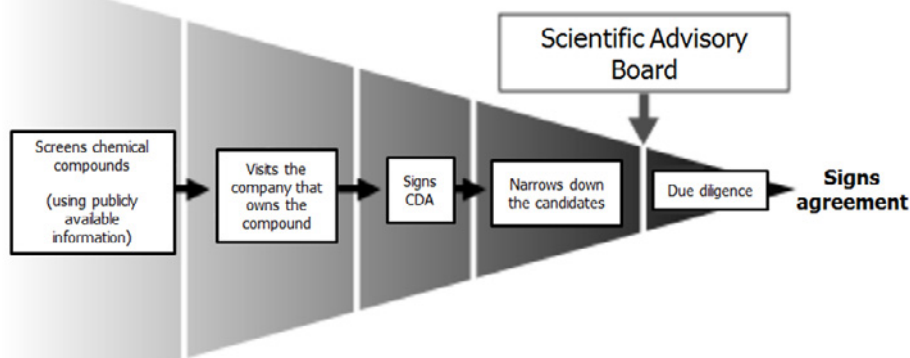 Scientific Advisory
Board
Screens chemical
compounds
(using publicly
available
information)
Visits the
company that
owns the
compound
Signs
CDA
Narrows down
the candidates
Due diligence
Signs
agreement